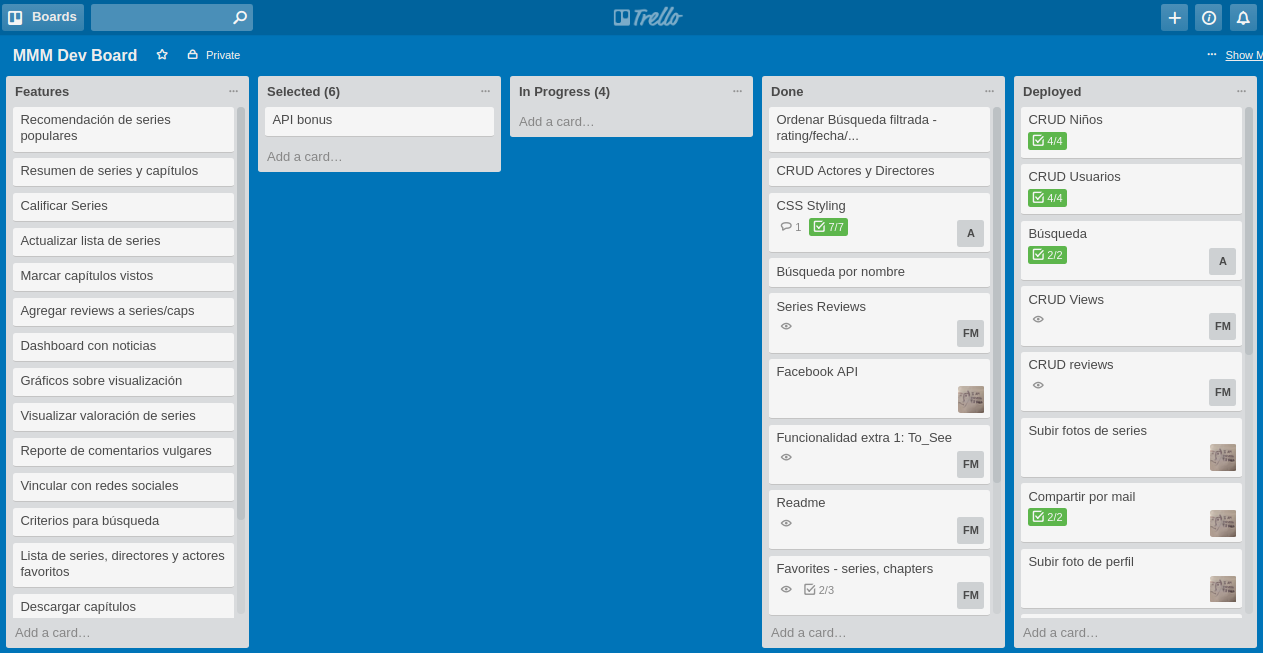 Boards
Trello
MMM Dev Board
Private
Show M
Features
Recomendación de series
populares
Resumen de series y capítulos
Calificar Series
Actualizar lista de series
Marcar capítulos vistos
Agregar reviews a series/caps
Dashboard con noticias
Gráficos sobre visualización
Visualizar valoración de series
Reporte de comentarios vulgares
Vincular con redes sociales
Criterios para búsqueda
Lista de series, directores y actores
favoritos
Descargar capítulos
Add a card…
Selected (6)
API bonus
Add a card…
In Progress (4)
Add a card…
Done
Ordenar Búsqueda filtrada -
rating/fecha/...
CRUD Actores y Directores
CSS Styling
1 7/7
A
Búsqueda por nombre
Series Reviews
FM
Facebook API
Funcionalidad extra 1: To_See
FM
Readme
FM
Favorites - series, chapters
2/3
FM
Add a card…
Deployed
CRUD Niños
4/4
CRUD Usuarios
4/4
Búsqueda
2/2
A
CRUD Views
FM
CRUD reviews
FM
Subir fotos de series
Compartir por mail
2/2
Subir foto de perfil
Add a card…